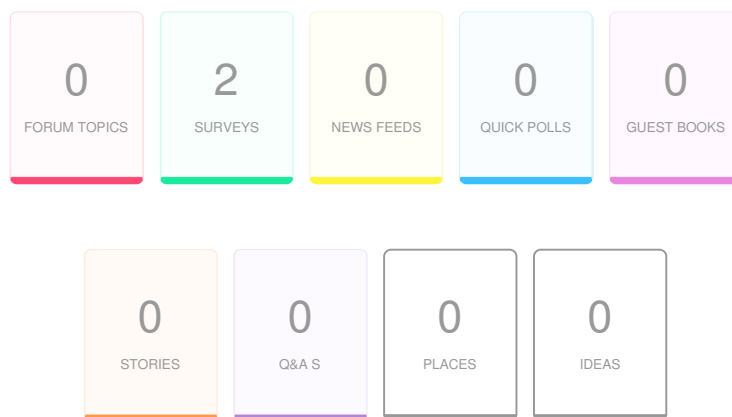 0 2 0 0 0
FORUM TOPICS SURVEYS NEWS FEEDS QUICK POLLS GUEST BOOKS
0 0 0 0
STORIES Q&A S PLACES IDEAS